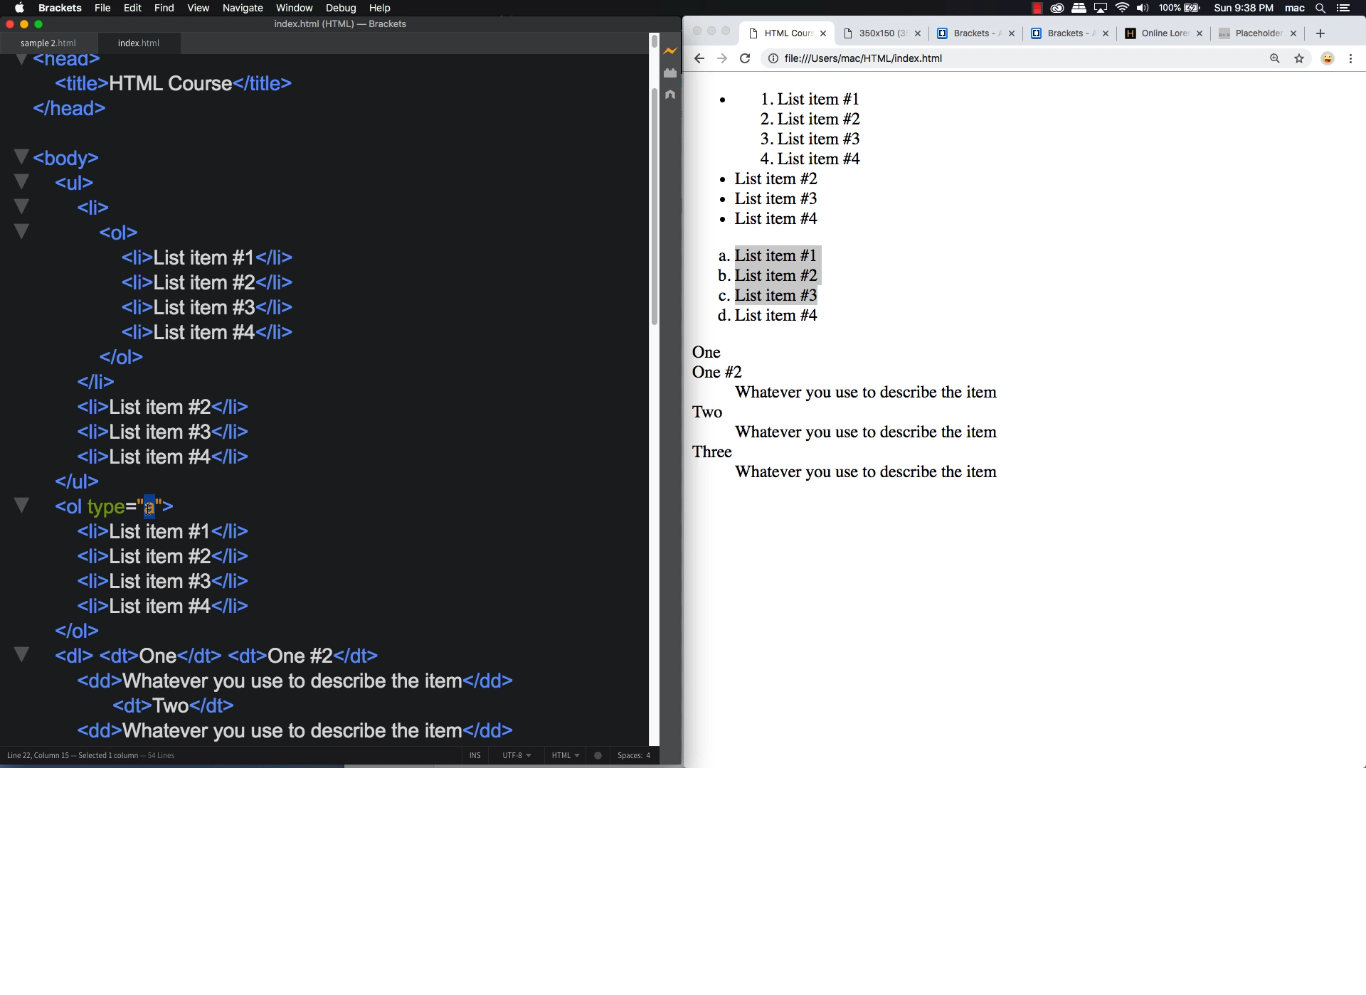 Brackets File Edit Find View Navigate Window Debug Help 100% Sun 9:38 PM mac
index.html (HTML) — Brackets
sample 2.html index.html
<head>
<title>HTML Course</title>
</head>
<body>
<ul>
<li>
<ol>
<li>List item #1</li>
<li>List item #2</li>
<li>List item #3</li>
<li>List item #4</li>
</ol>
</li>
<li>List item #2</li>
<li>List item #3</li>
<li>List item #4</li>
</ul>
<ol type="a">
<li>List item #1</li>
<li>List item #2</li>
<li>List item #3</li>
<li>List item #4</li>
</ol>
<dl> <dt>One</dt> <dt>One #2</dt>
<dd>Whatever you use to describe the item</dd>
<dt>Two</dt>
<dd>Whatever you use to describe the item</dd>
Line 22, Column 15 — Selected 1 column — 54 Lines INS UTF-8 HTML Spaces: 4
HTML Cour 350x150 (3 Brackets - Brackets - Online Lore Placeholde
file:///Users/mac/HTML/index.html
• 1. List item #1
2. List item #2
3. List item #3
4. List item #4
• List item #2
• List item #3
• List item #4
a. List item #1
b. List item #2
c. List item #3
d. List item #4
One
One #2
Whatever you use to describe the item
Two
Whatever you use to describe the item
Three
Whatever you use to describe the item